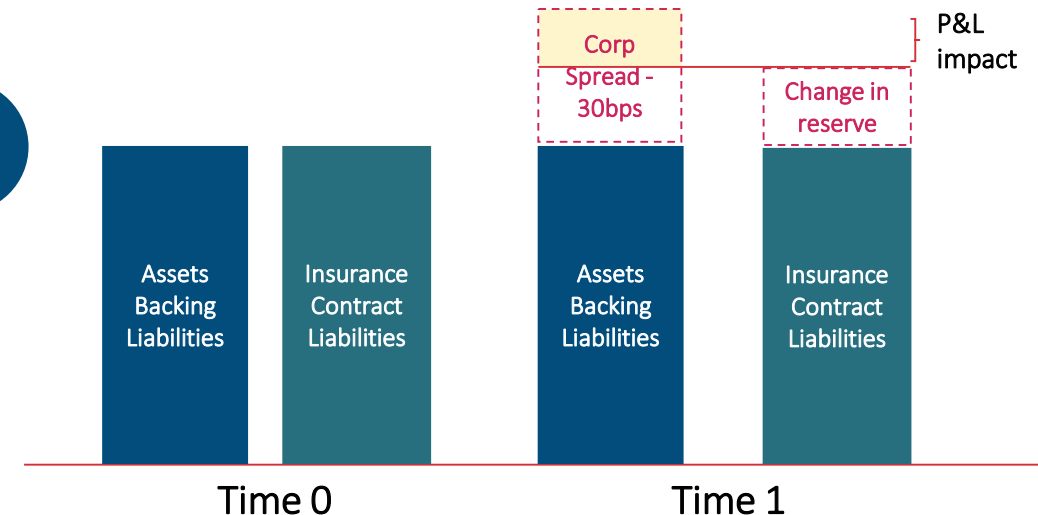 Corp
Spread -
30bps
P&L
impact
Change in
reserve
Assets
Backing
Liabilities
Insurance
Contract
Liabilities
Assets
Backing
Liabilities
Insurance
Contract
Liabilities
Time 0
Time 1